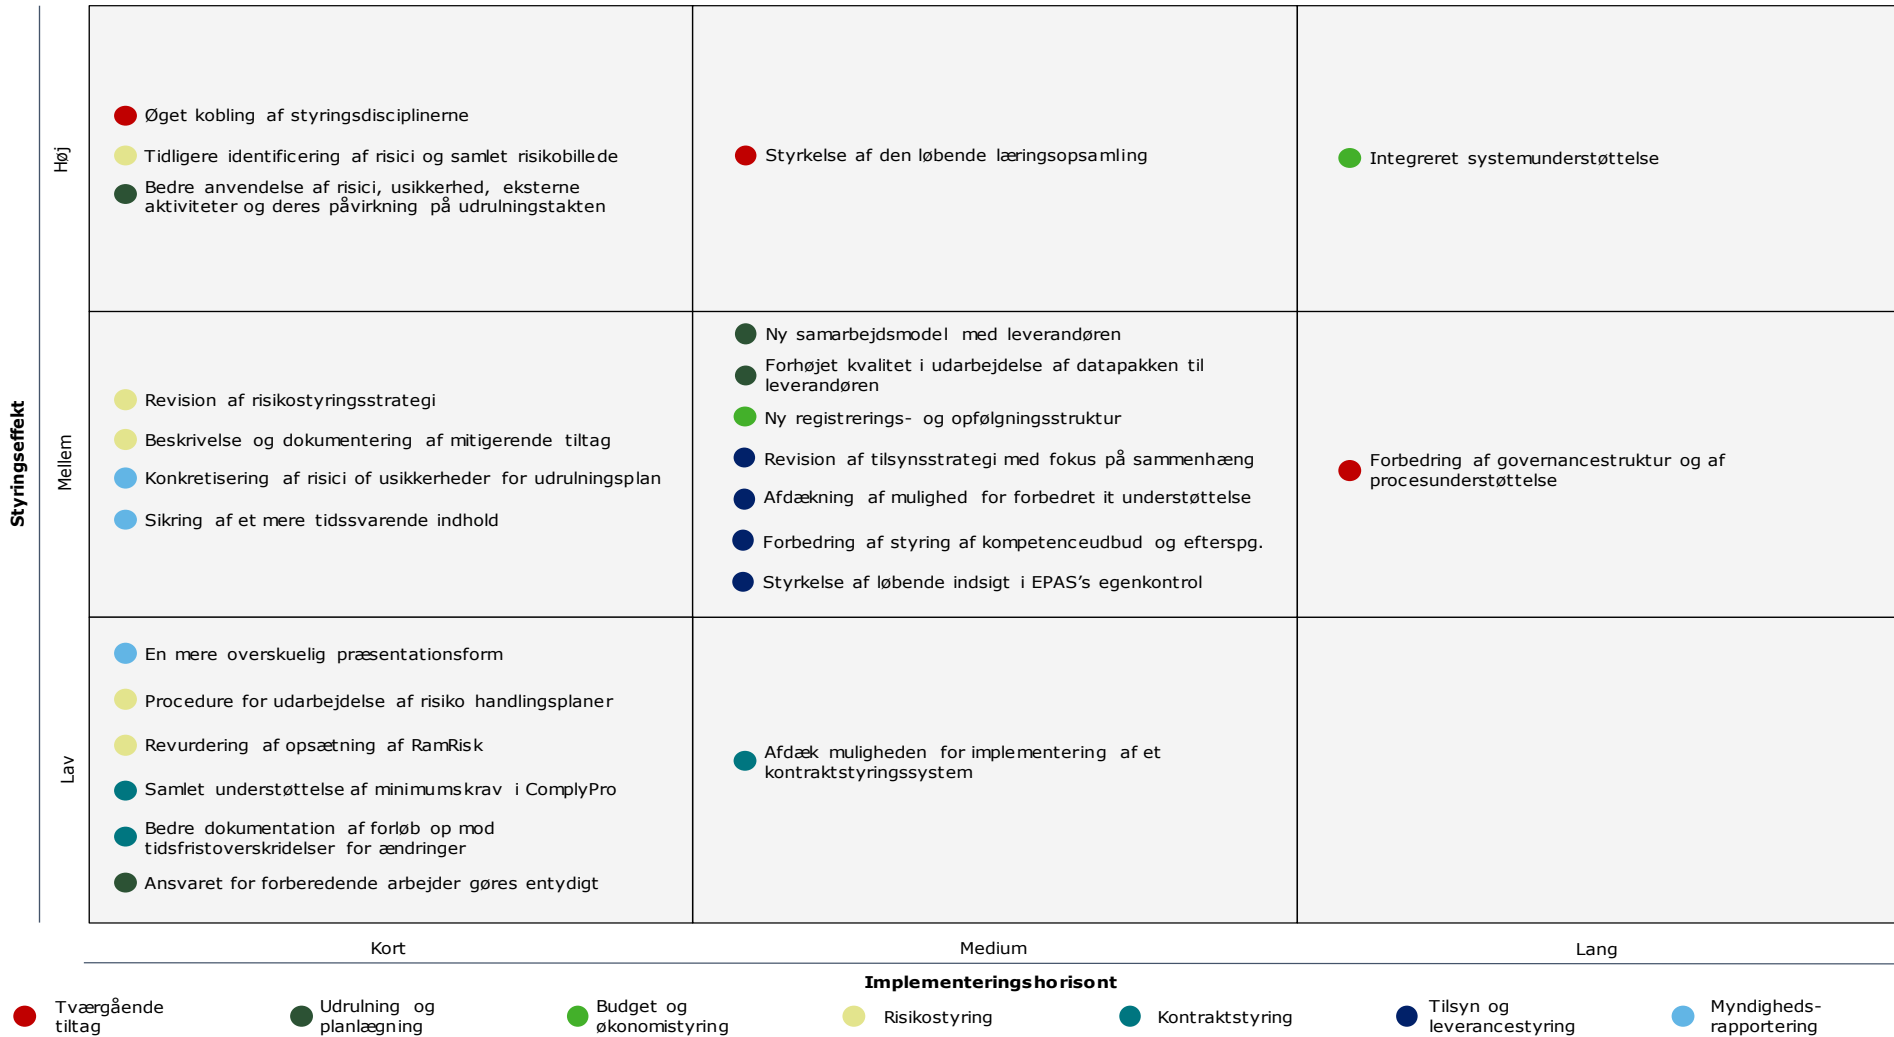 Styringseffekt
Høj
Øget kobling af styringsdisciplinerne
Tidligere identificering af risici og samlet risikobillede
Bedre anvendelse af risici, usikkerhed, eksterne
aktiviteter og deres påvirkning på udrulningstakten
Styrkelse af den løbende læringsopsamling
Integreret systemunderstøttelse
Mellem
Revision af risikostyringsstrategi
Beskrivelse og dokumentering af mitigerende tiltag
Konkretisering af risici of usikkerheder for udrulningsplan
Sikring af et mere tidssvarende indhold
Ny samarbejdsmodel med leverandøren
Forhøjet kvalitet i udarbejdelse af datapakken til
leverandøren
Ny registrerings- og opfølgningsstruktur
Revision af tilsynsstrategi med fokus på sammenhæng
Afdækning af mulighed for forbedret it understøttelse
Forbedring af styring af kompetenceudbud og efterspg.
Styrkelse af løbende indsigt i EPAS's egenkontrol
Forbedring af governancestruktur og af
procesunderstøttelse
Lav
En mere overskuelig præsentationsform
Procedure for udarbejdelse af risiko handlingsplaner
Revurdering af opsætning af RamRisk
Samlet understøttelse af minimumskrav i ComplyPro
Bedre dokumentation af forløb op mod
tidsfristoverskridelser for ændringer
Ansvaret for forberedende arbejder gøres entydigt
Afdæk muligheden for implementering af et
kontraktstyringssystem
Kort
Medium
Lang
Implementeringshorisont
Tværgående
tiltag
Udrulning og
planlægning
Budget og
økonomistyring
Risikostyring
Kontraktstyring
Tilsyn og
leverancestyring
Myndigheds-
rapportering